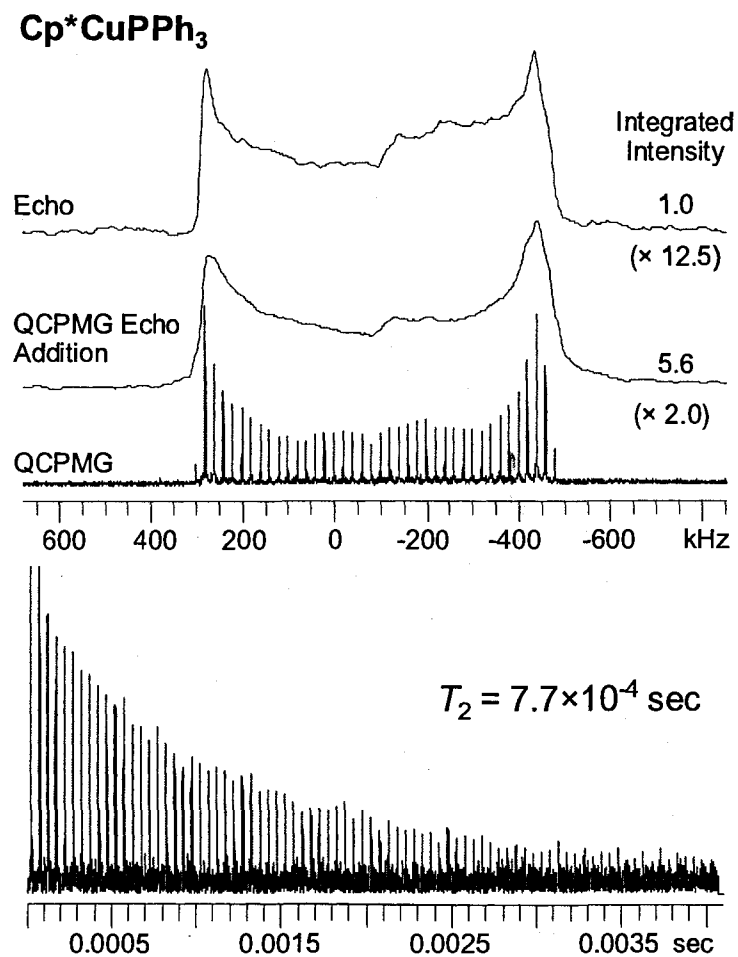 Cp*CuPPh₃
Integrated
Intensity
Echo
1.0
(× 12.5)
QCPMG Echo
Addition
5.6
(× 2.0)
QCPMG
600 400 200 0 -200 -400 -600 kHz
T₂ = 7.7×10⁻⁴ sec
0.0005 0.0015 0.0025 0.0035 sec